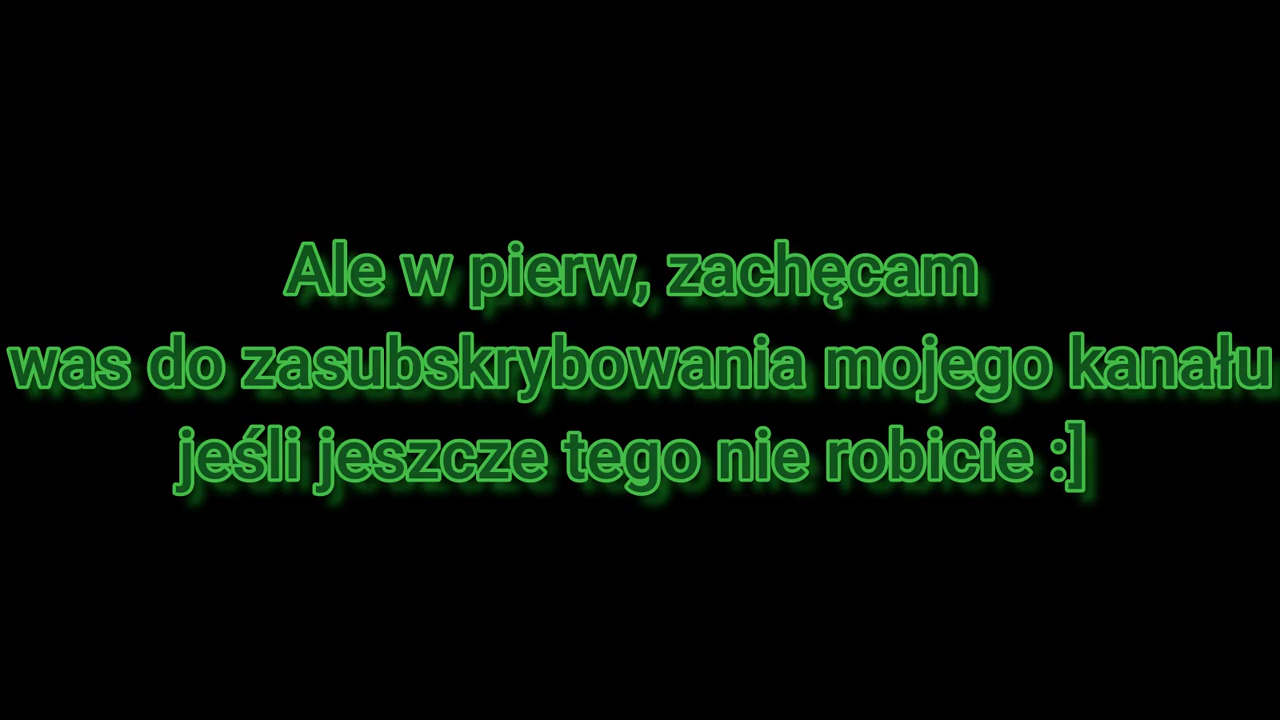 Ale w pierw, zachęcam
was do zasubskrybowania mojego kanału
jeśli jeszcze tego nie robicie :]